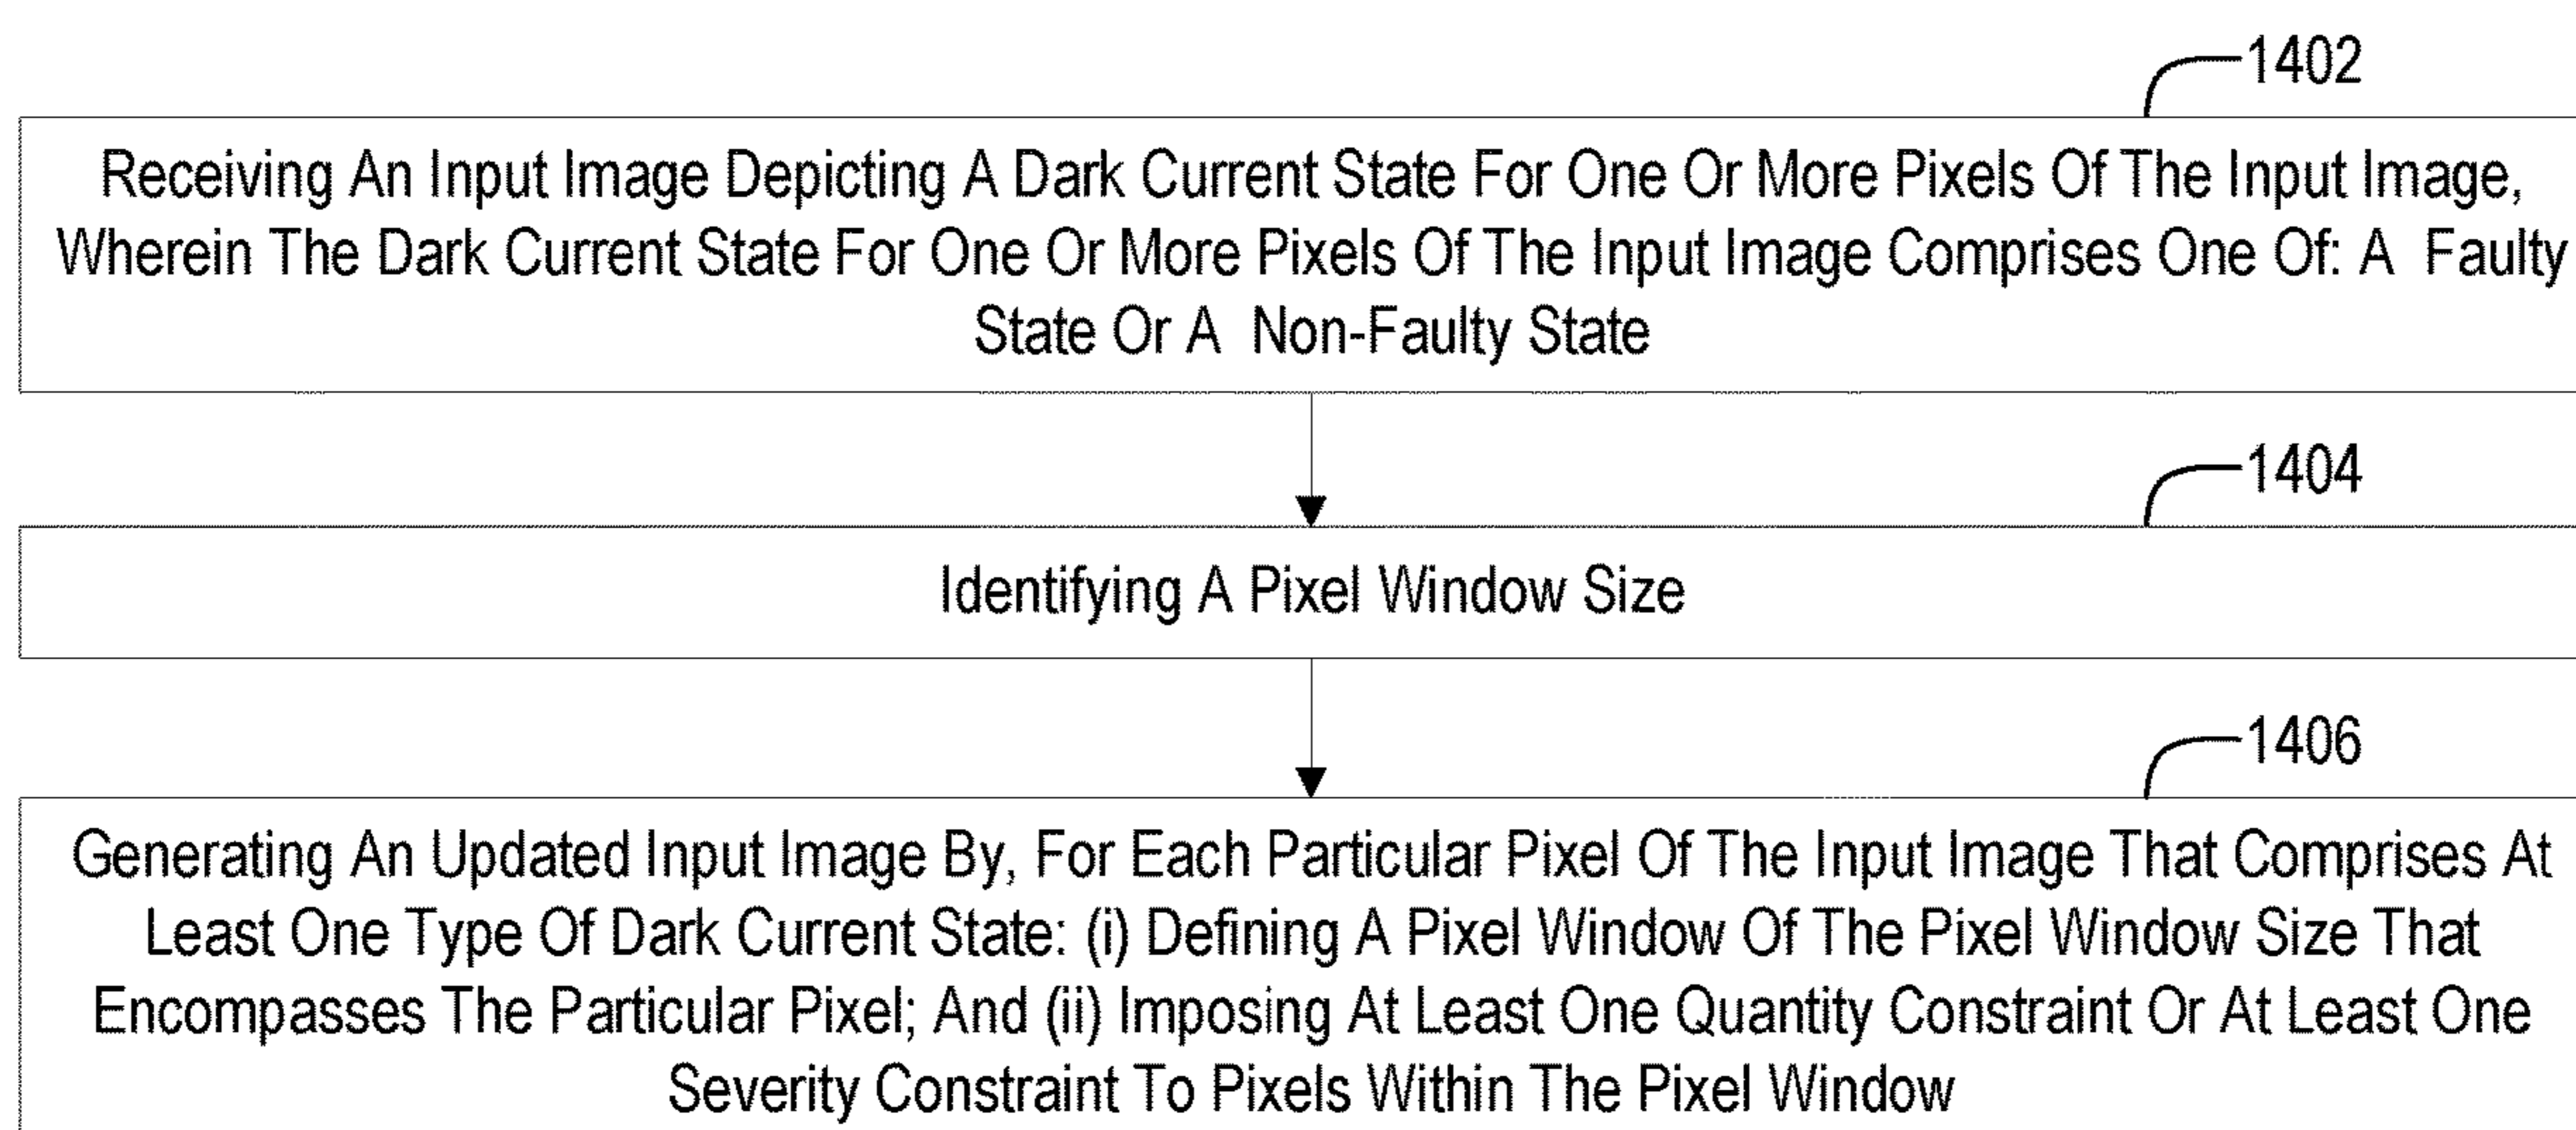 1402
Receiving An Input Image Depicting A Dark Current State For One Or More Pixels Of The Input Image,
Wherein The Dark Current State For One Or More Pixels Of The Input Image Comprises One Of: A Faulty
State Or A Non-Faulty State
1404
Identifying A Pixel Window Size
1406
Generating An Updated Input Image By, For Each Particular Pixel Of The Input Image That Comprises At
Least One Type Of Dark Current State: (i) Defining A Pixel Window Of The Pixel Window Size That
Encompasses The Particular Pixel; And (ii) Imposing At Least One Quantity Constraint Or At Least One
Severity Constraint To Pixels Within The Pixel Window